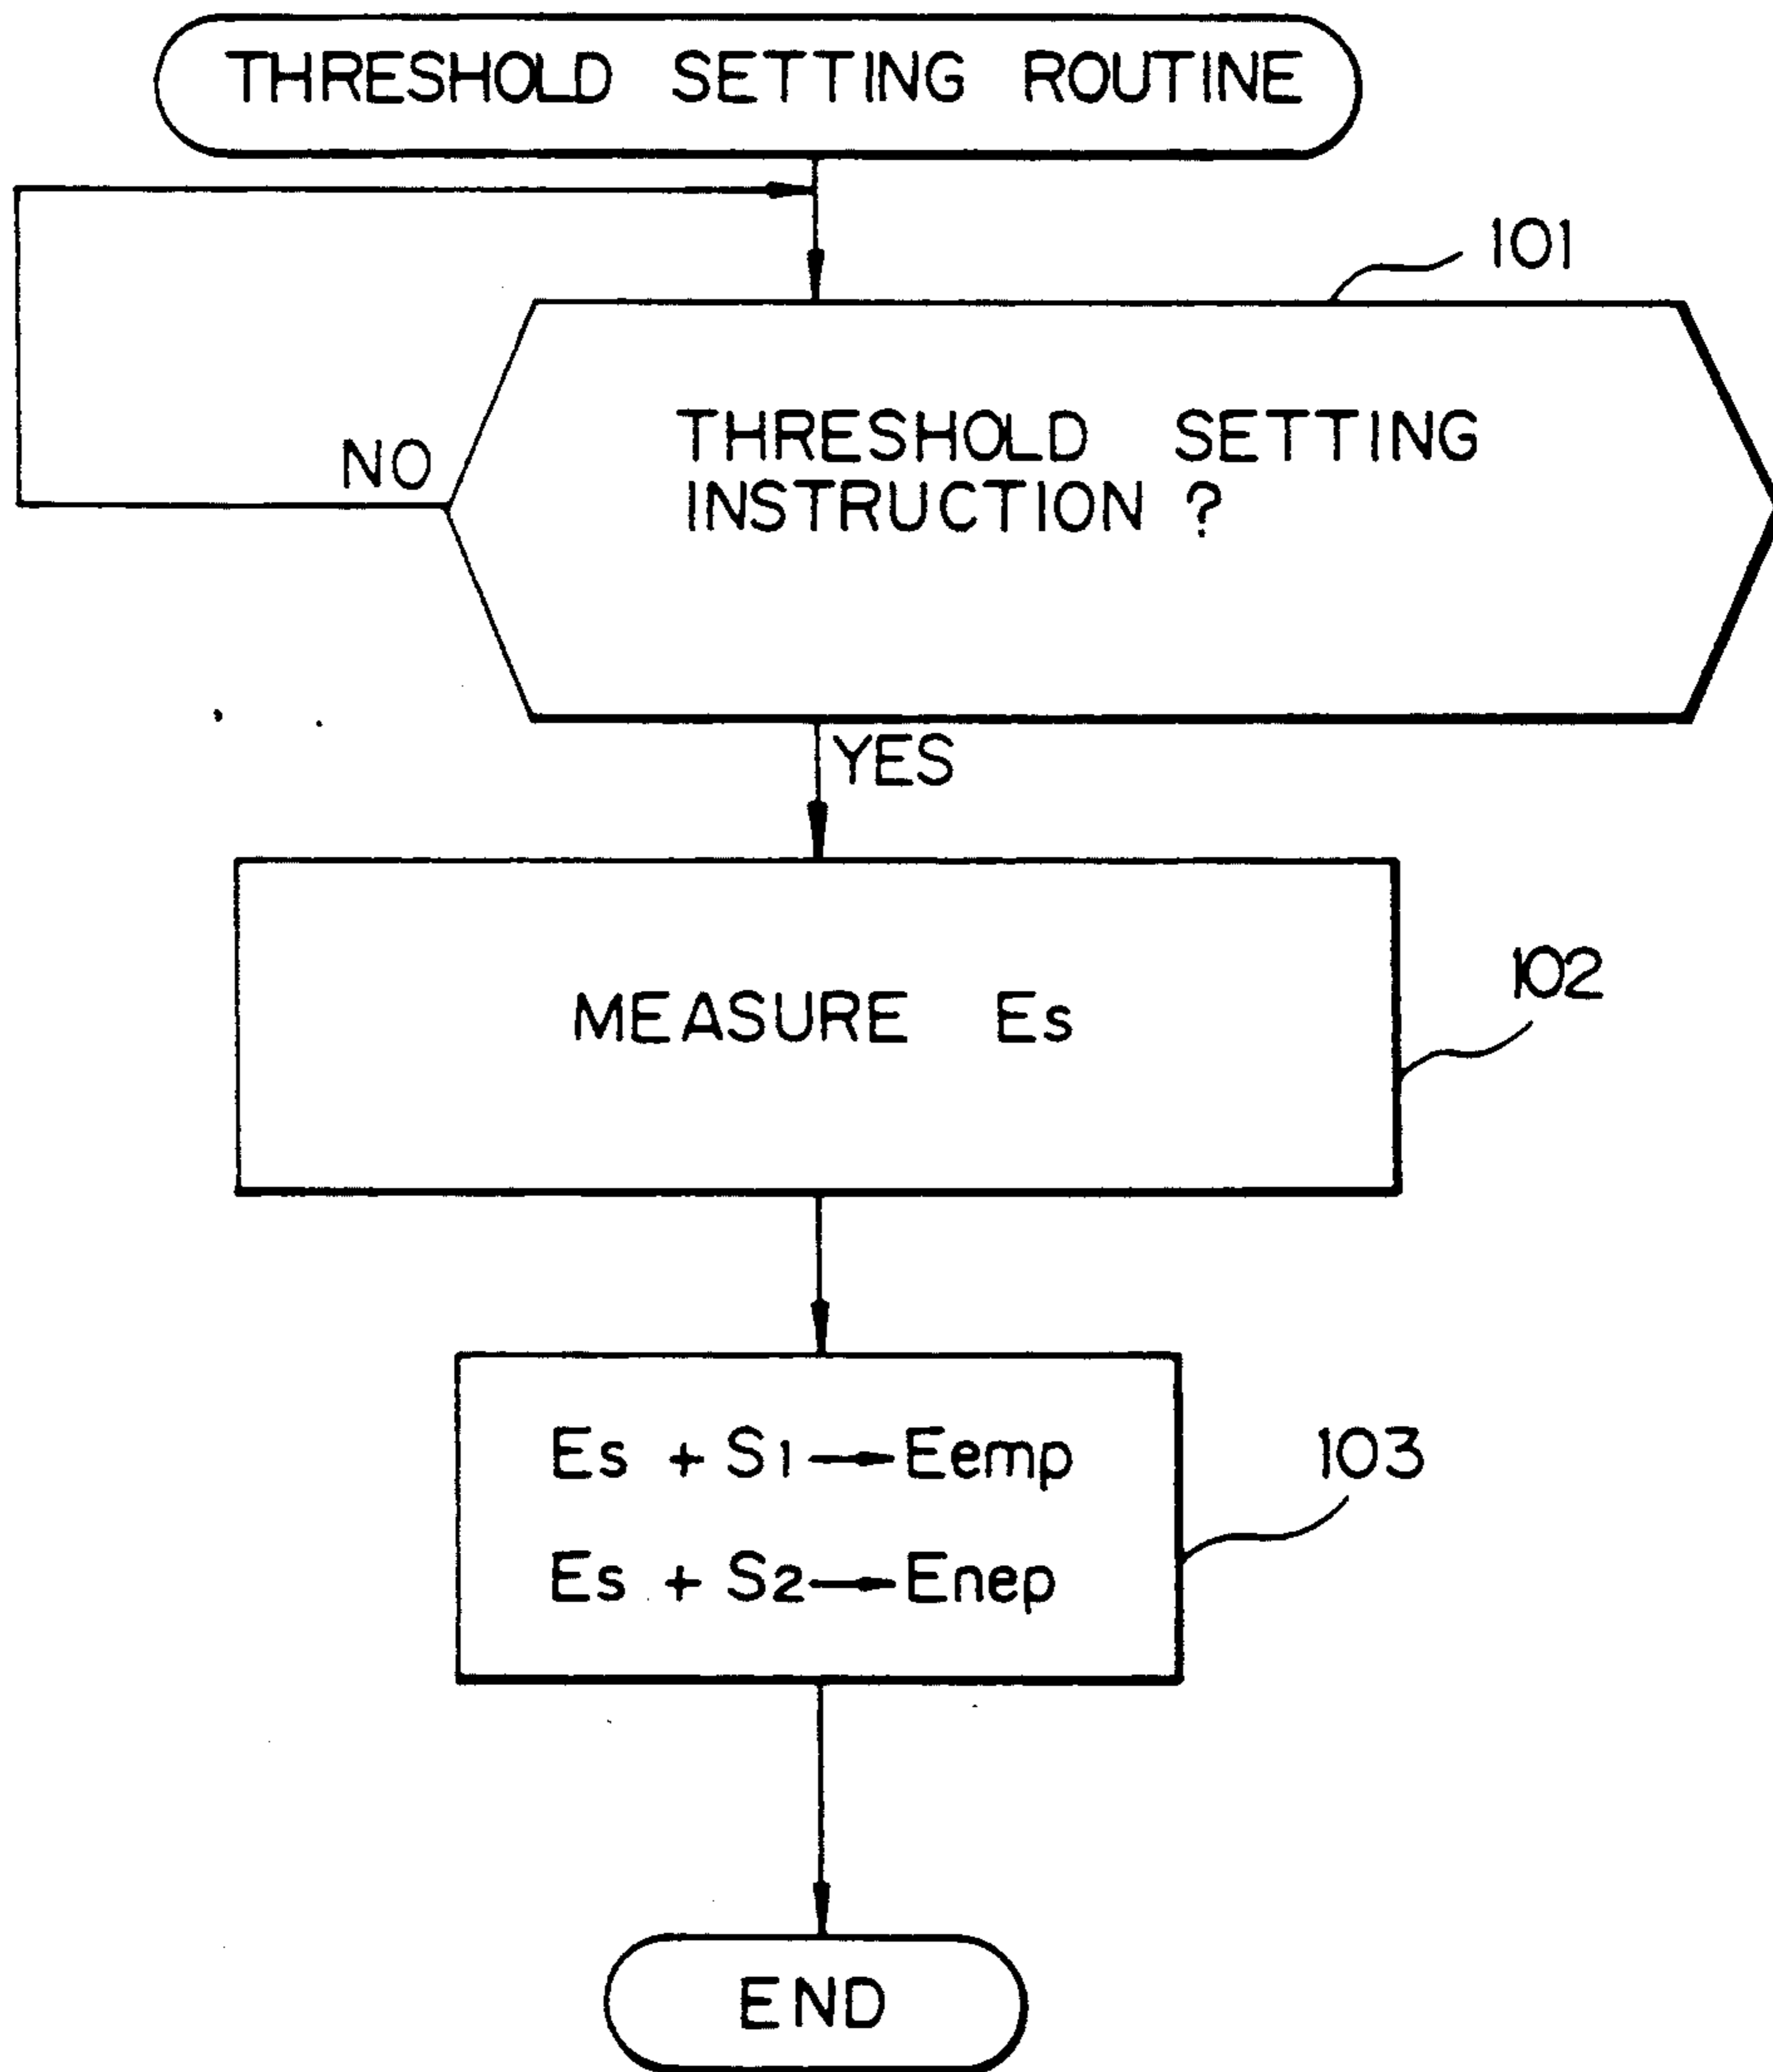 THRESHOLD SETTING ROUTINE
101
THRESHOLD SETTING
INSTRUCTION ?
NO
YES
102
MEASURE Es
103
Es + S1 → Eemp
Es + S2 → Enep
END